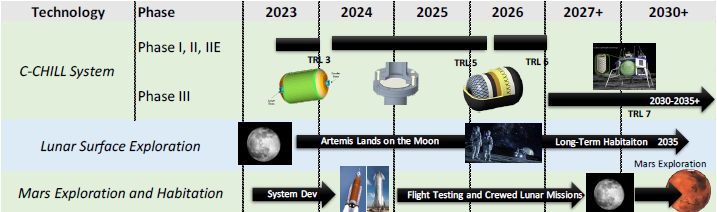 Technology Phase 2023 2024 2025 2026 2027+ 2030+
Phase I, II, IIE
TRL 3 TRL 5 TRL 6
C-CHILL System
Phase III
2030-2035+
TRL 7
Lunar Surface Exploration Artemis Lands on the Moon Long-Term Habitaiton 2035
Mars Exploration
Mars Exploration and Habitation System Dev Flight Testing and Crewed Lunar Missions